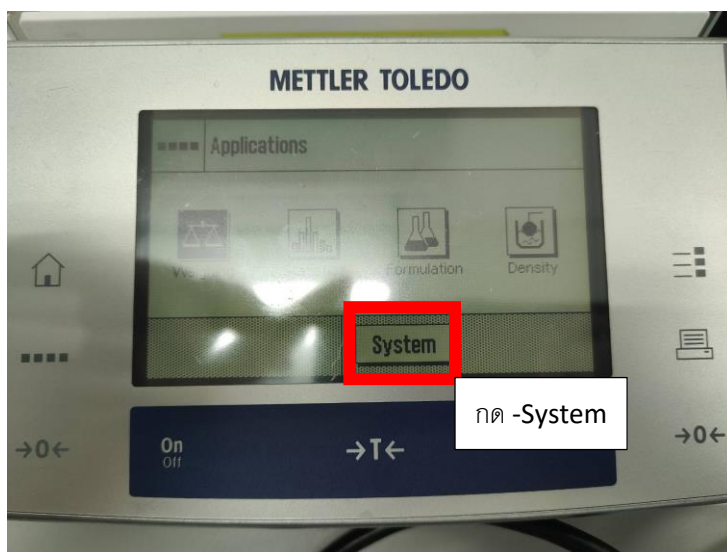 METTLER TOLEDO
Applications
Formulation
Density
System
กด -System
→0←
On
Off
→T←
→0←